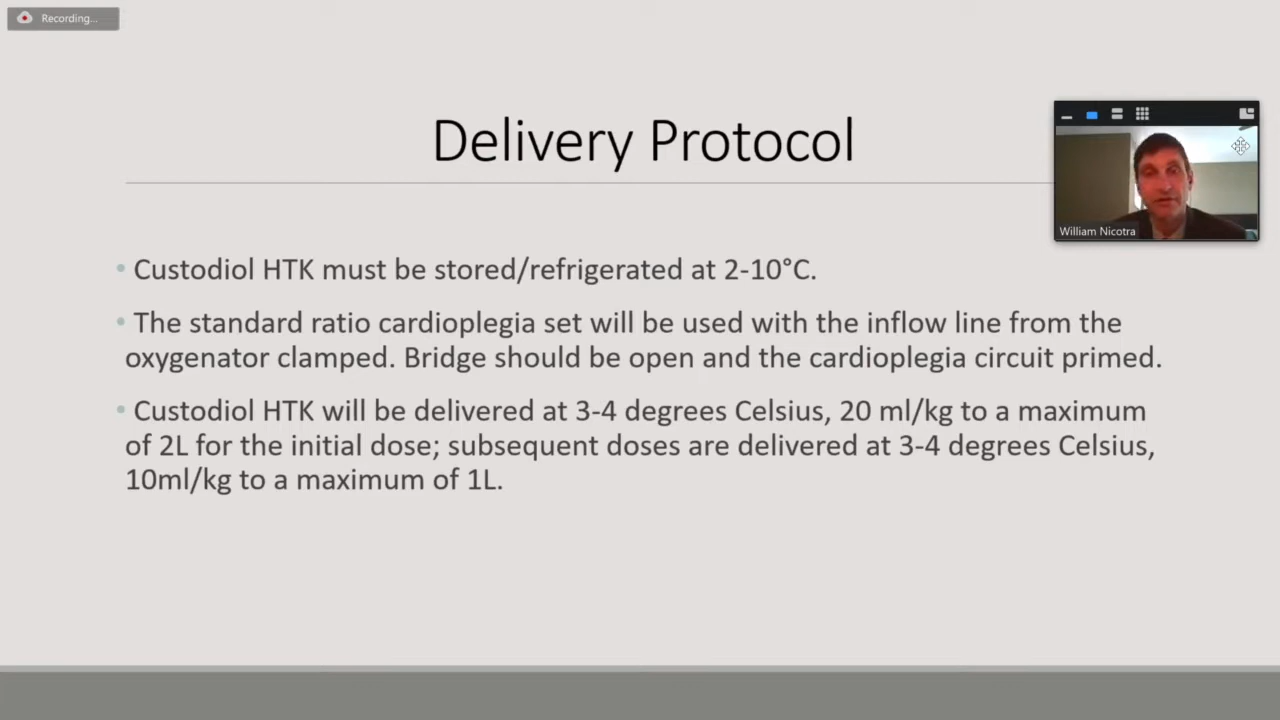 Recording...
Delivery Protocol
William Nicotra
• Custodiol HTK must be stored/refrigerated at 2-10°C.
• The standard ratio cardioplegia set will be used with the inflow line from the
oxygenator clamped. Bridge should be open and the cardioplegia circuit primed.
• Custodiol HTK will be delivered at 3-4 degrees Celsius, 20 ml/kg to a maximum
of 2L for the initial dose; subsequent doses are delivered at 3-4 degrees Celsius,
10ml/kg to a maximum of 1L.